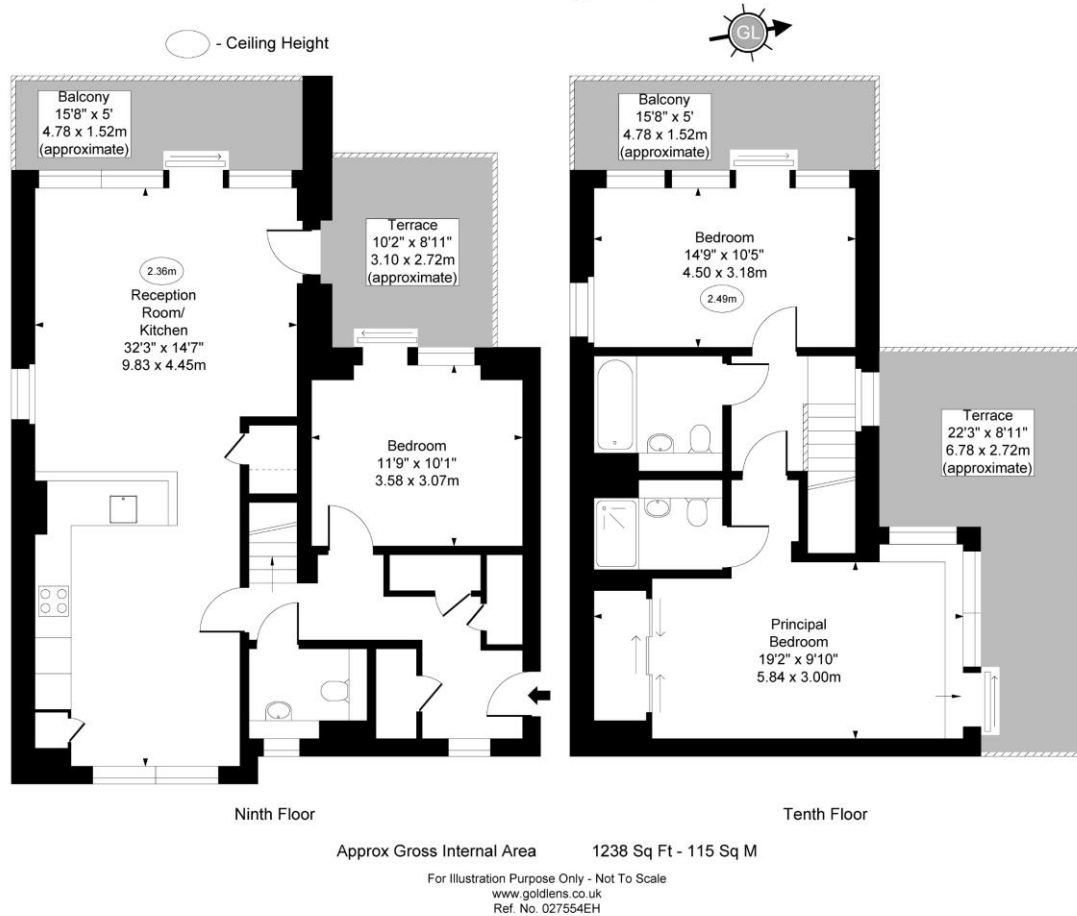 - Ceiling Height
GL
Balcony
15'8" x 5'
4.78 x 1.52m
(approximate)
Terrace
10'2" x 8'11"
3.10 x 2.72m
(approximate)
2.36m
Reception
Room/
Kitchen
32'3" x 14'7"
9.83 x 4.45m
Bedroom
11'9" x 10'1"
3.58 x 3.07m
Ninth Floor
Balcony
15'8" x 5'
4.78 x 1.52m
(approximate)
Bedroom
14'9" x 10'5"
4.50 x 3.18m
2.49m
Terrace
22'3" x 8'11"
6.78 x 2.72m
(approximate)
Principal
Bedroom
19'2" x 9'10"
5.84 x 3.00m
Tenth Floor
Approx Gross Internal Area 1238 Sq Ft - 115 Sq M
For Illustration Purpose Only - Not To Scale
www.goldlens.co.uk
Ref. No. 027554EH